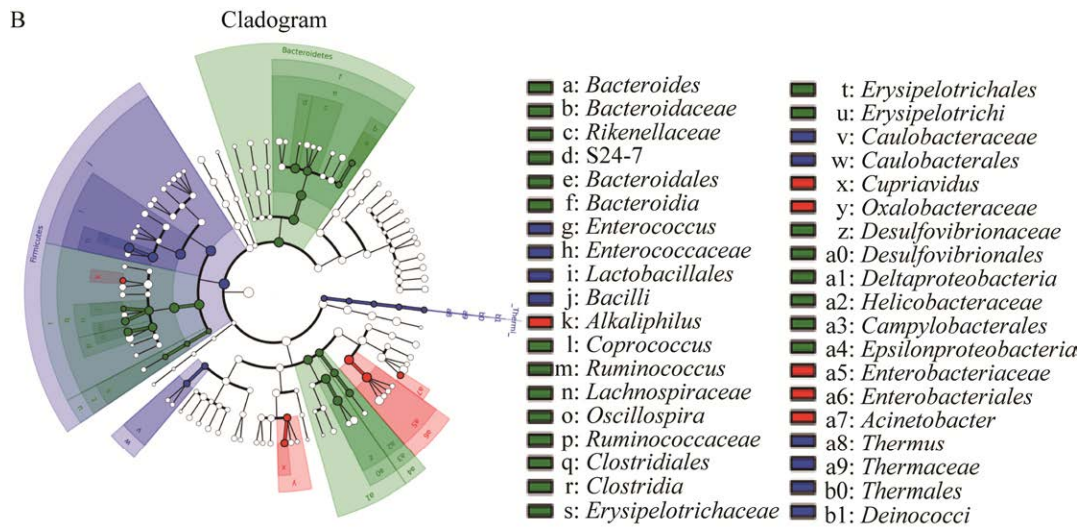 B
Cladogram
Bacteroidetes
Firmicutes
_Thermi_
a: Bacteroides
b: Bacteroidaceae
c: Rikenellaceae
d: S24-7
e: Bacteroidales
f: Bacteroidia
g: Enterococcus
h: Enterococcaceae
i: Lactobacillales
j: Bacilli
k: Alkaliphilus
l: Coprococcus
m: Ruminococcus
n: Lachnospiraceae
o: Oscillospira
p: Ruminococcaceae
q: Clostridiales
r: Clostridia
s: Erysipelotrichaceae
t: Erysipelotrichales
u: Erysipelotrichi
v: Caulobacteraceae
w: Caulobacterales
x: Cupriavidus
y: Oxalobacteraceae
z: Desulfovibrionaceae
a0: Desulfovibrionales
a1: Deltaproteobacteria
a2: Helicobacteraceae
a3: Campylobacterales
a4: Epsilonproteobacteria
a5: Enterobacteriaceae
a6: Enterobacteriales
a7: Acinetobacter
a8: Thermus
a9: Thermaceae
b0: Thermales
b1: Deinococci